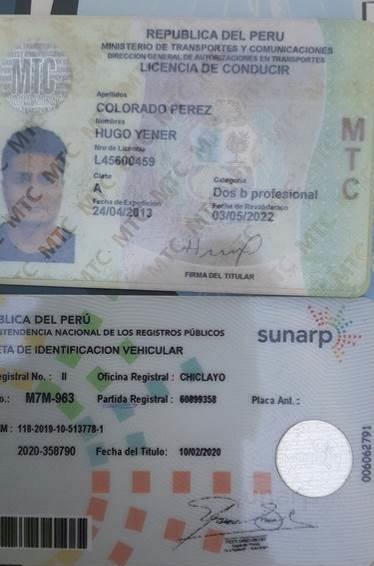 REPUBLICA DEL PERU
MINISTERIO DE TRANSPORTES Y COMUNICACIONES
DIRECCION GENERAL DE AUTORIZACIONES EN TRANSPORTES
LICENCIA DE CONDUCIR
MTC
Apellidos
COLORADO PEREZ
Nombres
HUGO YENER
Nro de Licencia
L45600459
Clase
A
Categoria
Dos b profesional
Fecha de Expedición
24/04/2013
Fecha de Revalidacion
03/05/2022
FIRMA DEL TITULAR
MTC
BLICA DEL PERÚ
NTENDENCIA NACIONAL DE LOS REGISTROS PÚBLICOS
sunarp
ETA DE IDENTIFICACION VEHICULAR
egistral No. : II Oficina Registral : CHICLAYO
o.: M7M-963 Partida Registral : 60899358 Placa Ant.:
M : 118-2019-10-513778-1
2020-358790 Fecha del Título: 10/02/2020
006062791